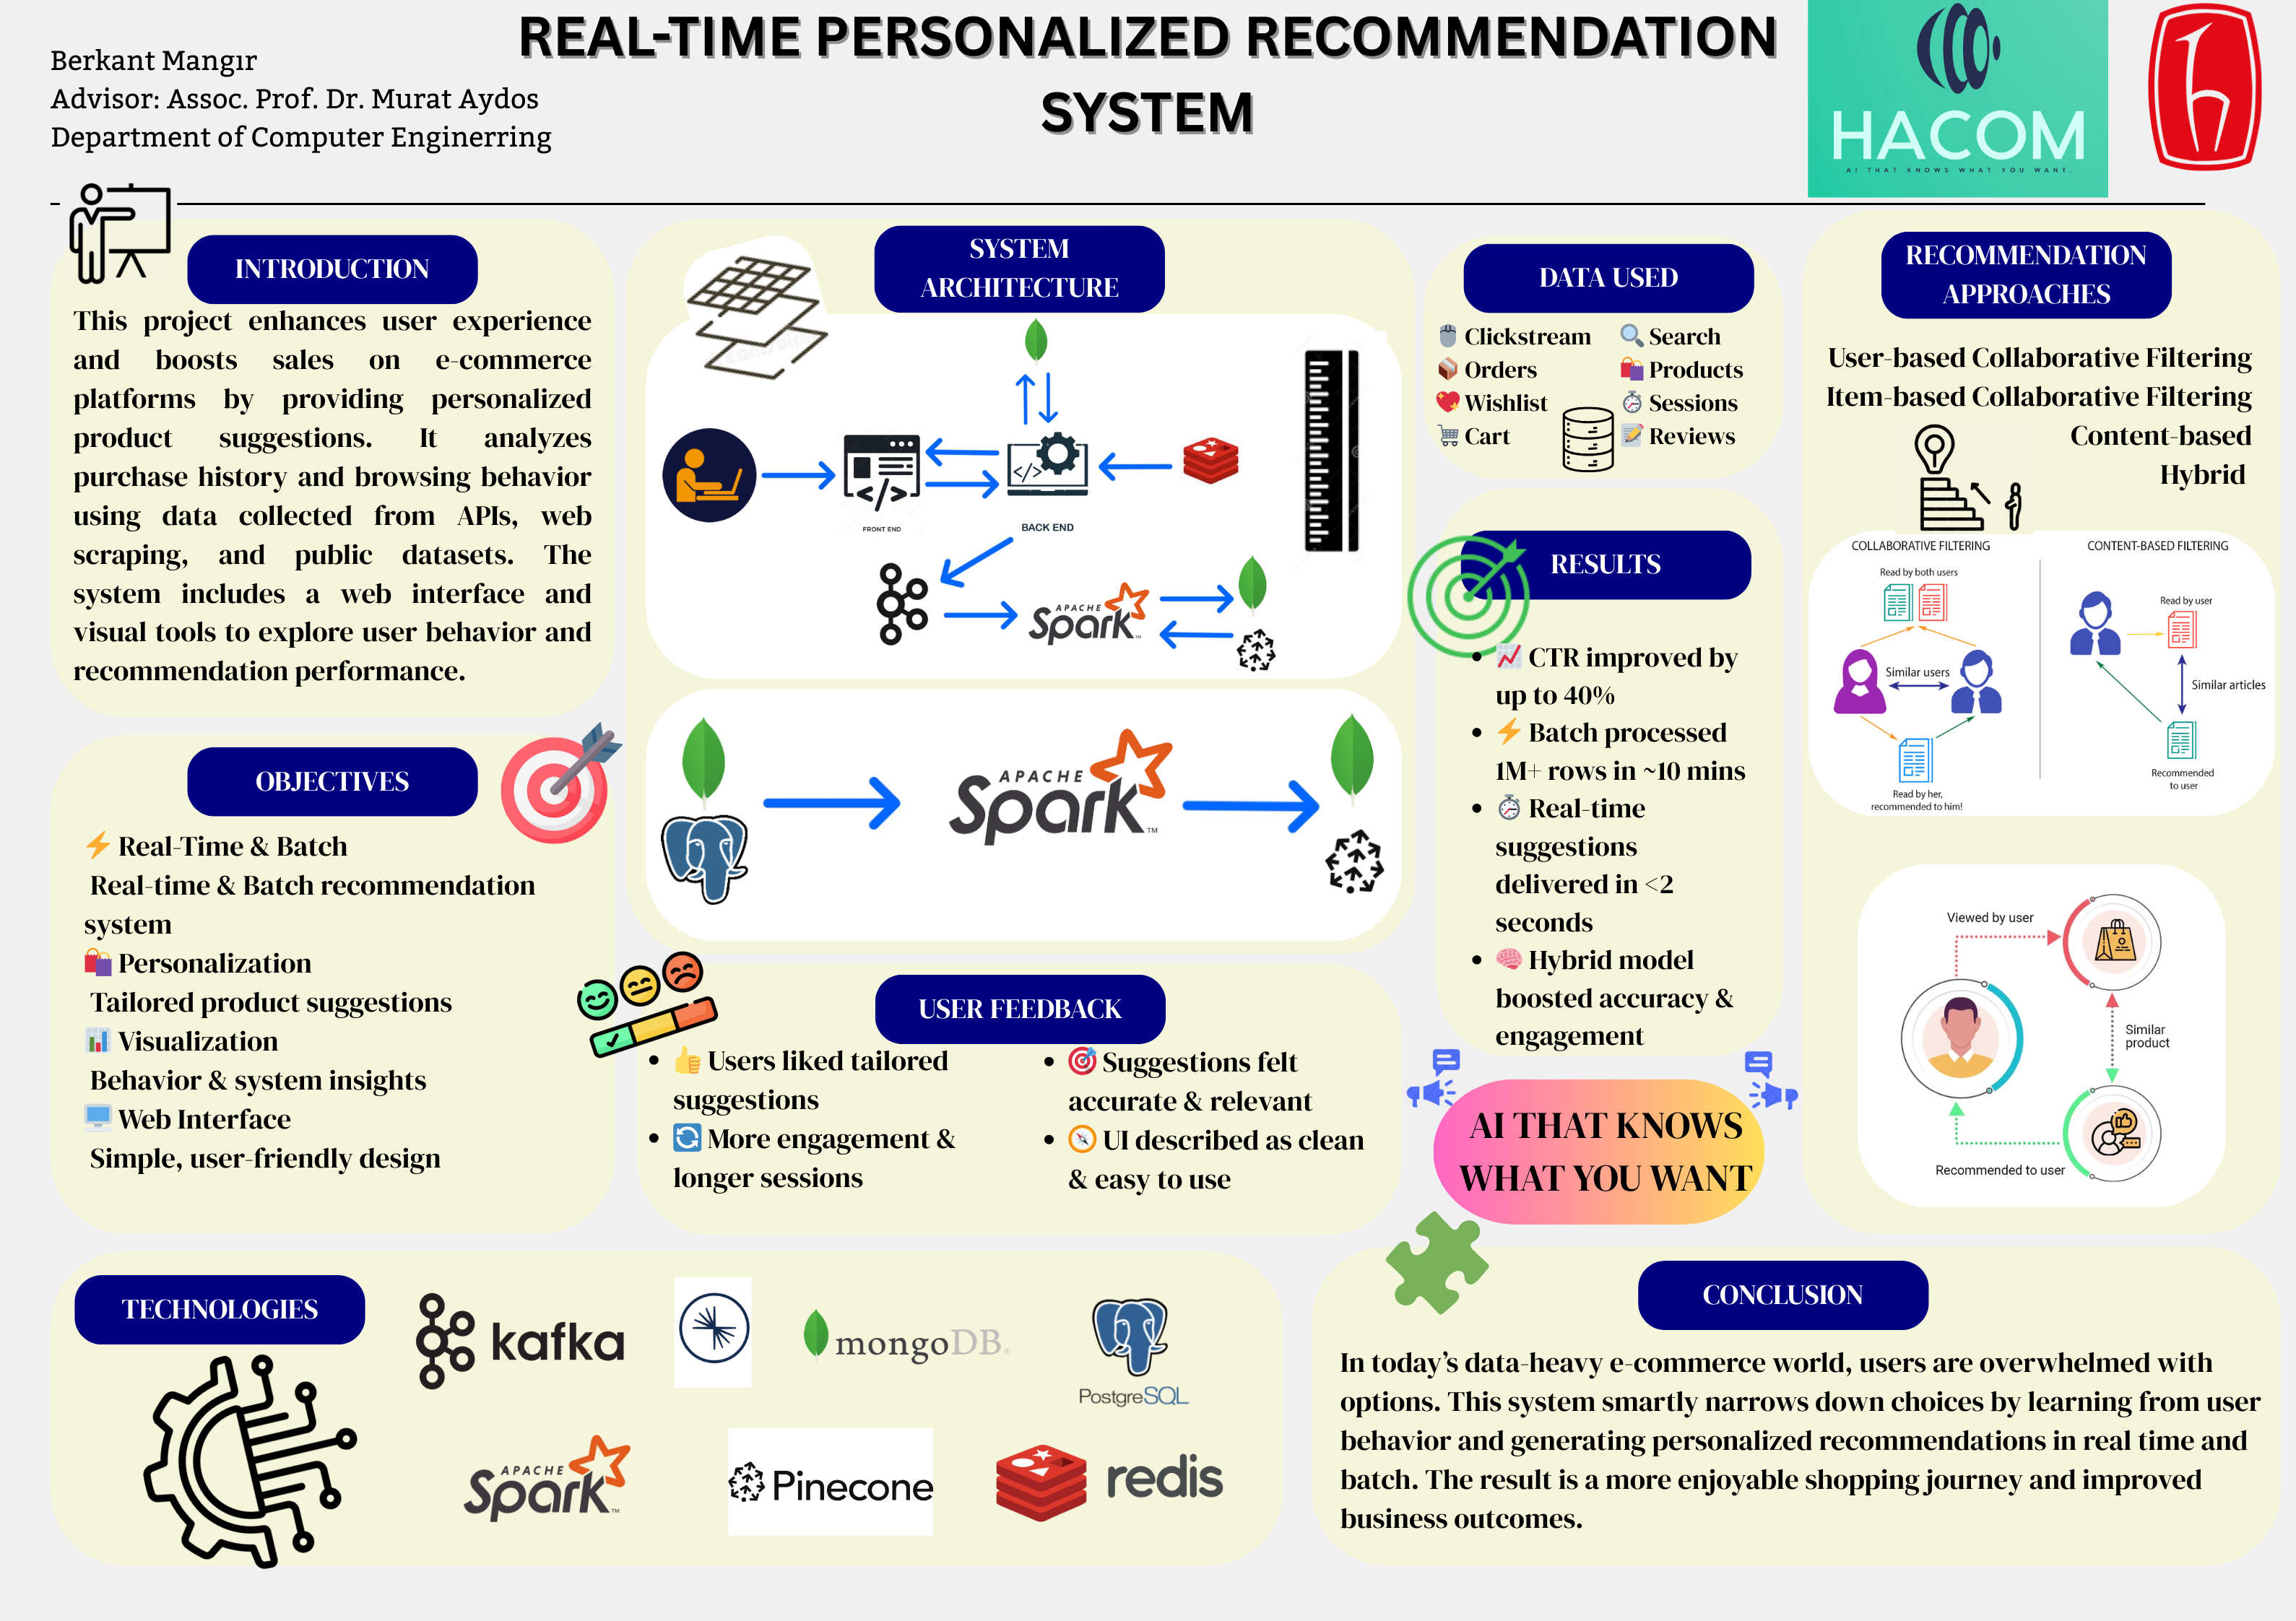 Berkant Mangır
Advisor: Assoc. Prof. Dr. Murat Aydos
Department of Computer Enginerring
REAL-TIME PERSONALIZED RECOMMENDATION
SYSTEM
HACOM
AI THAT KNOWS WHAT YOU WANT.
INTRODUCTION
This project enhances user experience
and boosts sales on e-commerce
platforms by providing personalized
product suggestions. It analyzes
purchase history and browsing behavior
using data collected from APIs, web
scraping, and public datasets. The
system includes a web interface and
visual tools to explore user behavior and
recommendation performance.
OBJECTIVES
⚡ Real-Time & Batch
Real-time & Batch recommendation
system
🛍️ Personalization
Tailored product suggestions
📊 Visualization
Behavior & system insights
🖥️ Web Interface
Simple, user-friendly design
SYSTEM
ARCHITECTURE
FRONT END
BACK END
APACHE
Spark™
APACHE
Spark™
USER FEEDBACK
• 👍 Users liked tailored
suggestions
• 🔄 More engagement &
longer sessions
• 🎯 Suggestions felt
accurate & relevant
• 🧭 UI described as clean
& easy to use
DATA USED
🖱️ Clickstream
📦 Orders
💖 Wishlist
🛒 Cart
🔍 Search
🛍️ Products
⏱️ Sessions
📝 Reviews
RESULTS
• 📈 CTR improved by
up to 40%
• ⚡ Batch processed
1M+ rows in ~10 mins
• ⏱️ Real-time
suggestions
delivered in <2
seconds
• 🧠 Hybrid model
boosted accuracy &
engagement
AI THAT KNOWS
WHAT YOU WANT
RECOMMENDATION
APPROACHES
User-based Collaborative Filtering
Item-based Collaborative Filtering
Content-based
Hybrid
COLLABORATIVE FILTERING
Read by both users
Similar users
Read by her,
recommended to him!
CONTENT-BASED FILTERING
Read by user
Similar articles
Recommended
to user
Viewed by user
Similar
product
Recommended to user
TECHNOLOGIES
kafka
mongoDB®
PostgreSQL
APACHE
Spark™
Pinecone
redis
CONCLUSION
In today’s data-heavy e-commerce world, users are overwhelmed with
options. This system smartly narrows down choices by learning from user
behavior and generating personalized recommendations in real time and
batch. The result is a more enjoyable shopping journey and improved
business outcomes.